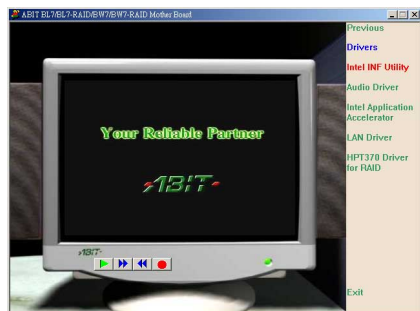 ABIT BL7/BL7-RAID/BW7/BW7-RAID Mother Board
Previous
Drivers
Intel INF Utility
Audio Driver
Intel Application
Accelerator
LAN Driver
HPT370 Driver
for RAID
Exit
Your Reliable Partner
ABIT
ABIT